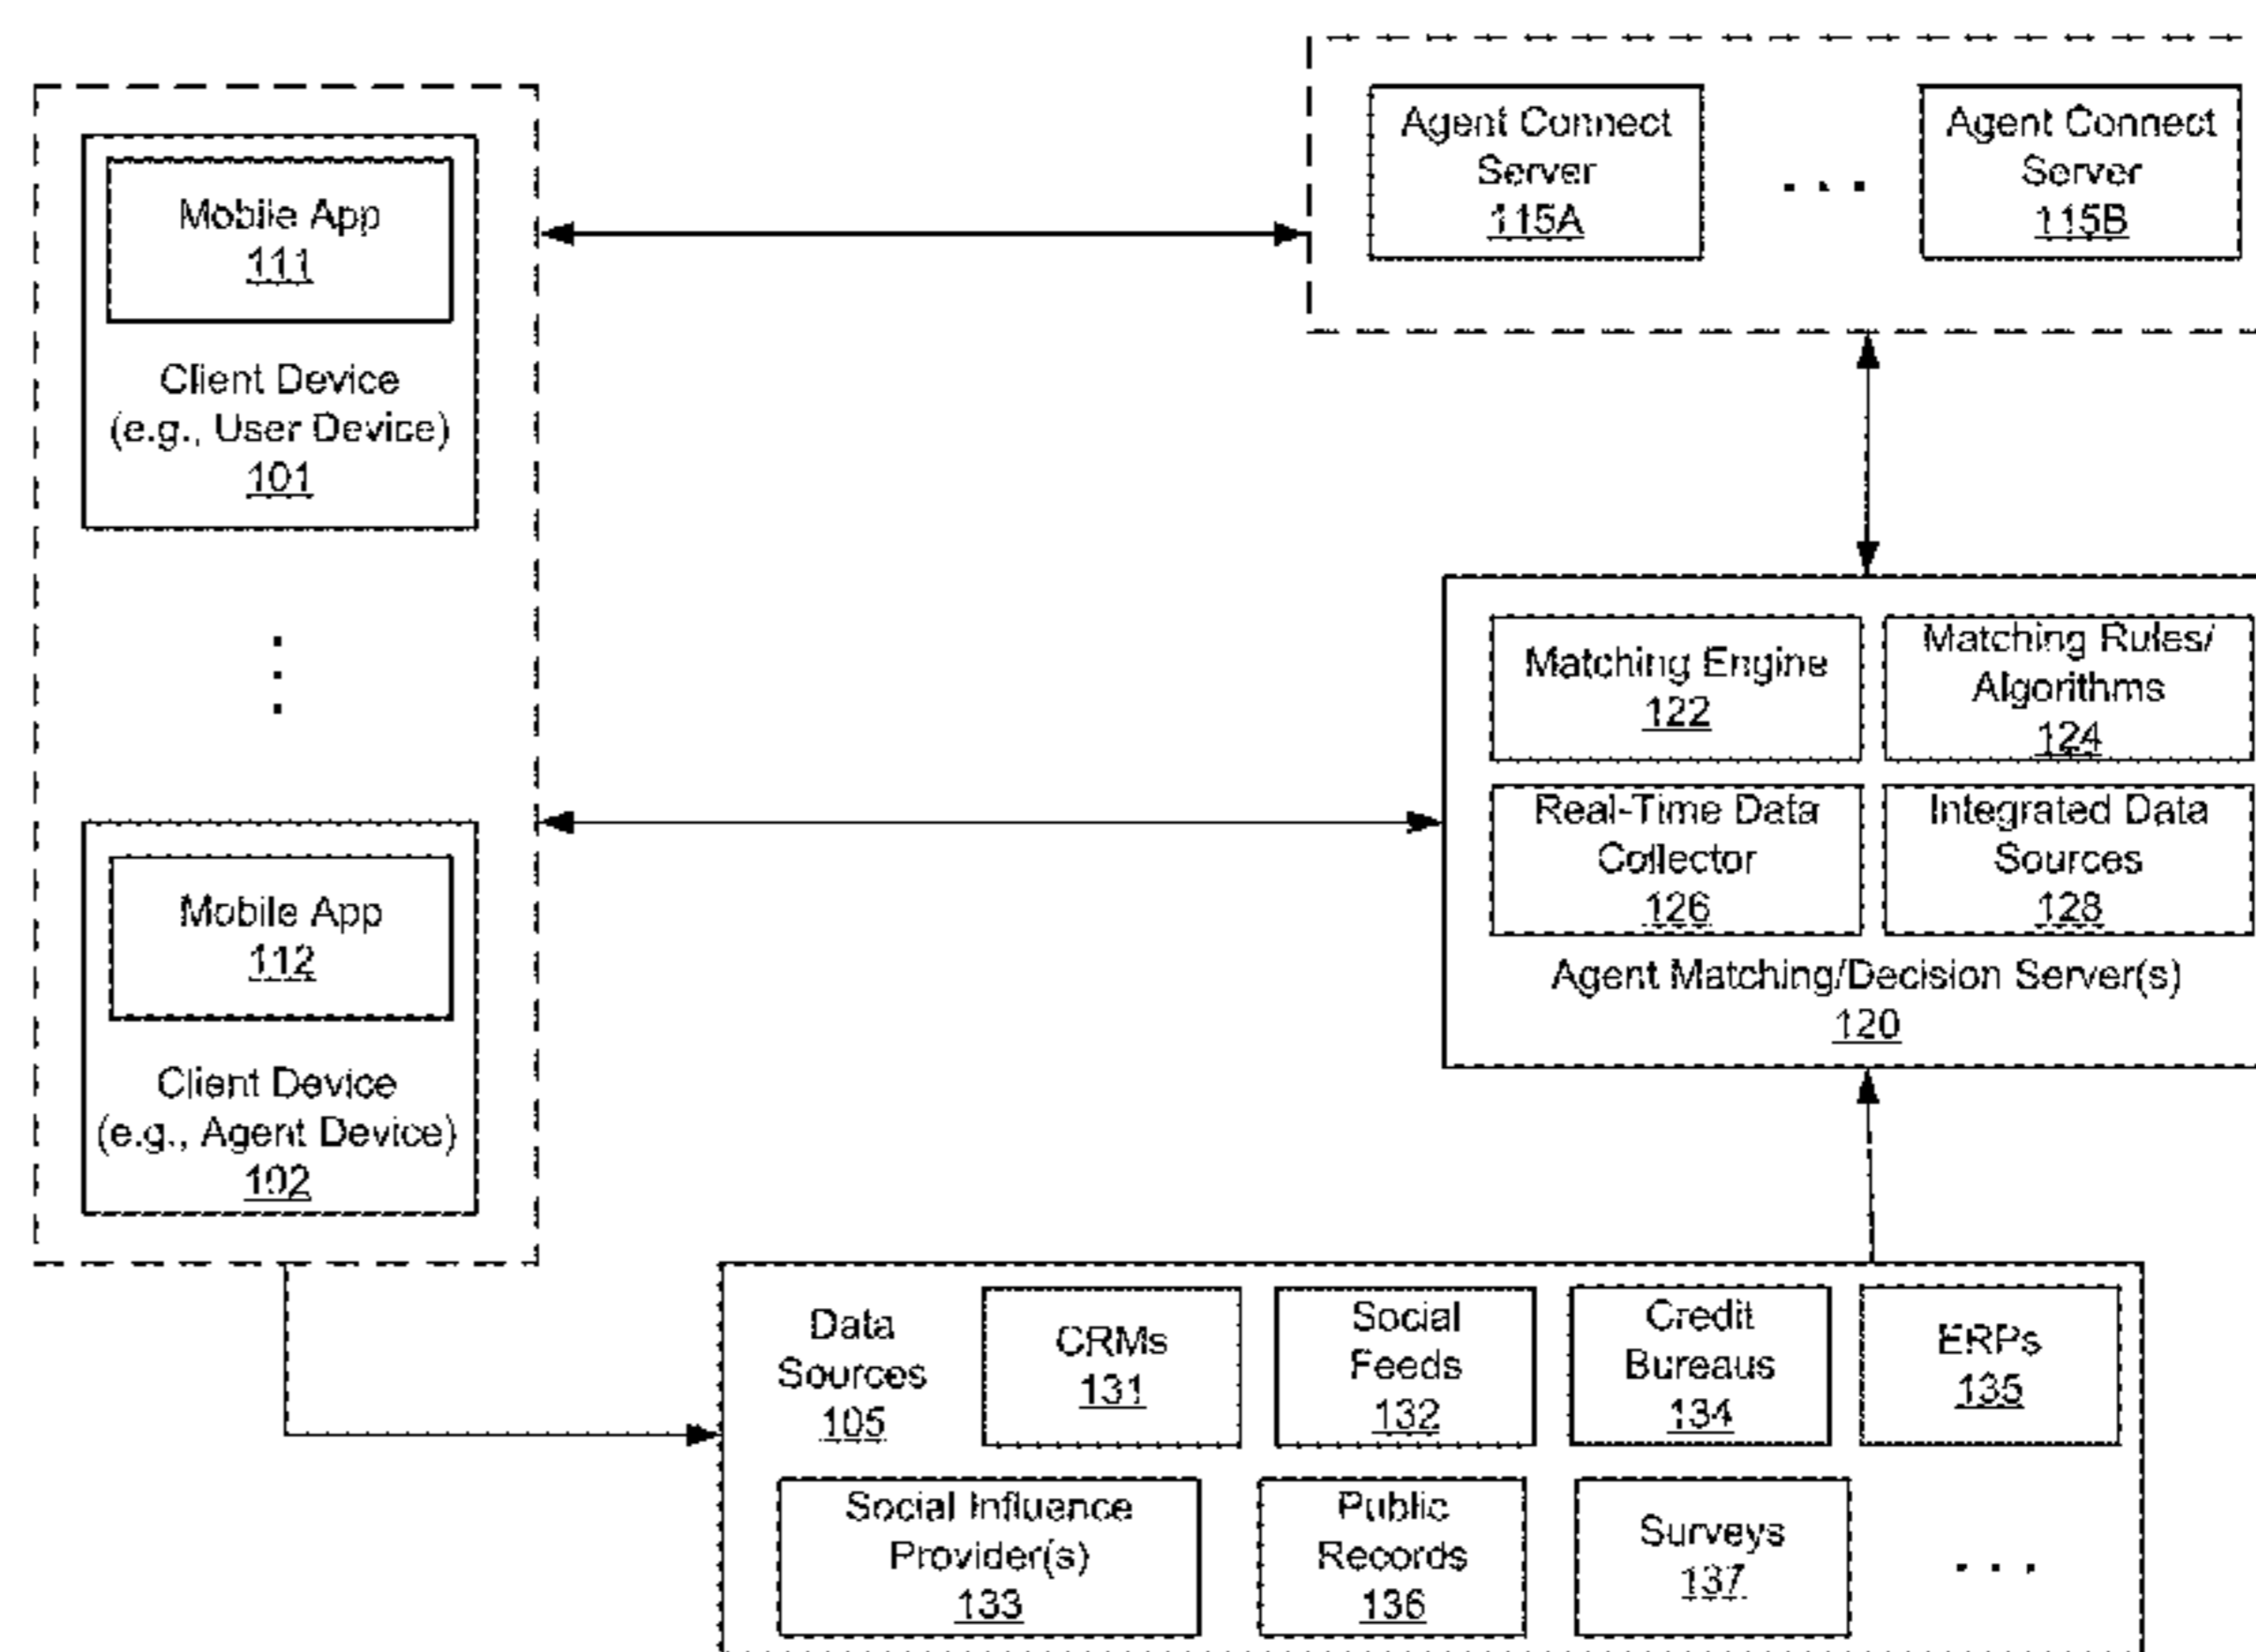 Mobile App
111
Client Device
(e.g., User Device)
101
Mobile App
112
Client Device
(e.g., Agent Device)
102
Agent Connect
Server
115A
. . .
Agent Connect
Server
115B
Matching Engine
122
Matching Rules/
Algorithms
124
Real-Time Data
Collector
126
Integrated Data
Sources
128
Agent Matching/Decision Server(s)
120
Data
Sources
105
CRMs
131
Social
Feeds
132
Credit
Bureaus
134
ERPs
135
Social Influence
Provider(s)
133
Public
Records
136
Surveys
137
. . .